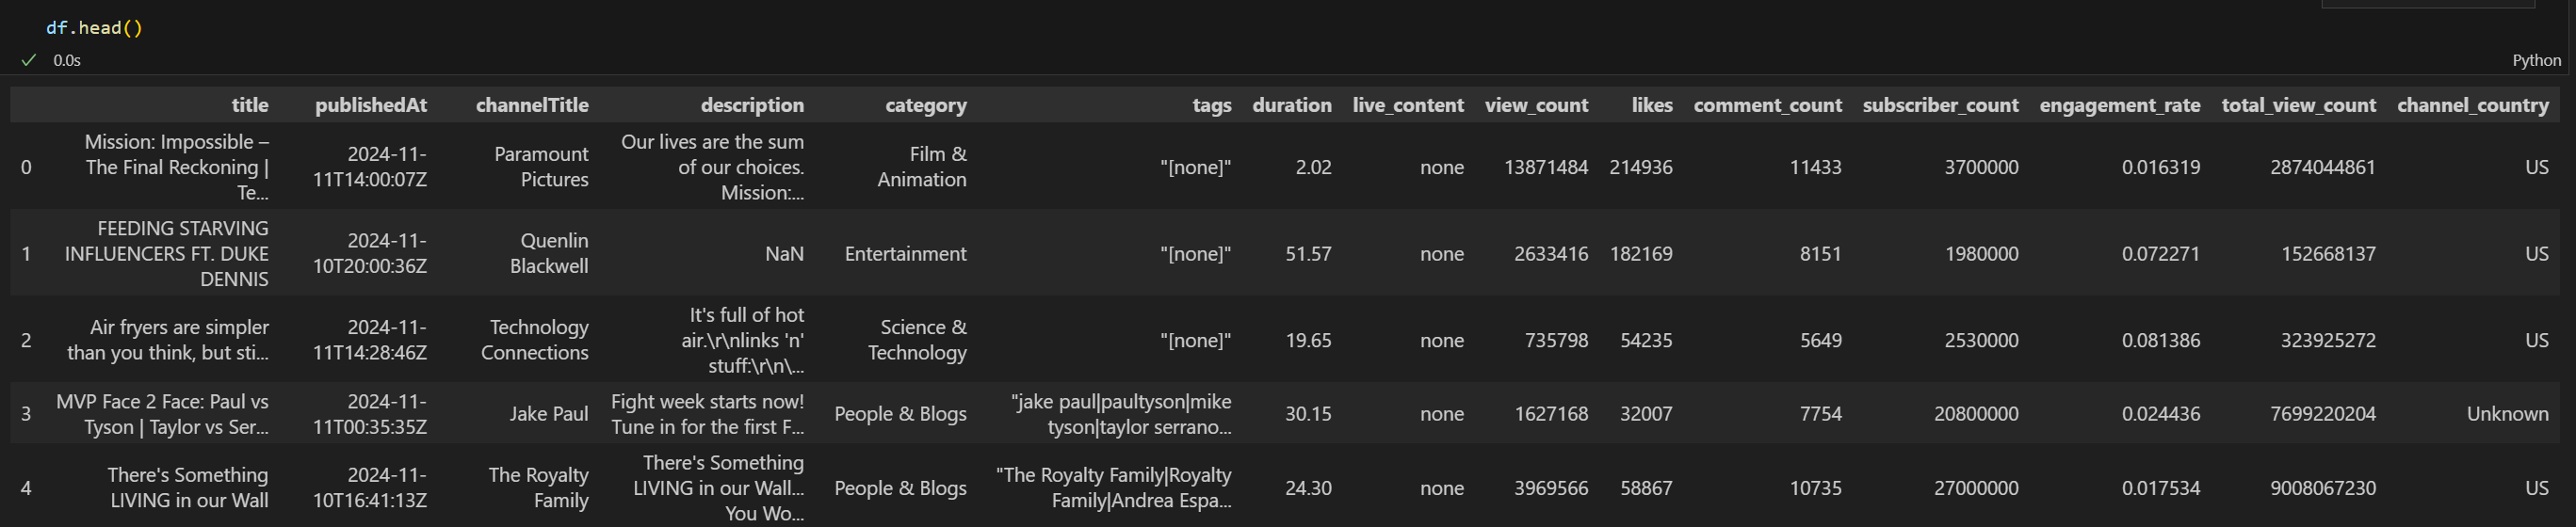 df.head()
0.0s
Python
title publishedAt channelTitle description category tags duration live_content view_count likes comment_count subscriber_count engagement_rate total_view_count channel_country
0 Mission: Impossible – The Final Reckoning | Te... 2024-11-11T14:00:07Z Paramount Pictures Our lives are the sum of our choices. Mission:... Film & Animation "[none]" 2.02 none 13871484 214936 11433 3700000 0.016319 2874044861 US
1 FEEDING STARVING INFLUENCERS FT. DUKE DENNIS 2024-11-10T20:00:36Z Quenlin Blackwell NaN Entertainment "[none]" 51.57 none 2633416 182169 8151 1980000 0.072271 152668137 US
2 Air fryers are simpler than you think, but sti... 2024-11-11T14:28:46Z Technology Connections It's full of hot air.\r\nlinks 'n' stuff:\r\n\... Science & Technology "[none]" 19.65 none 735798 54235 5649 2530000 0.081386 323925272 US
3 MVP Face 2 Face: Paul vs Tyson | Taylor vs Ser... 2024-11-11T00:35:35Z Jake Paul Fight week starts now! Tune in for the first F... People & Blogs "jake paul|paultyson|mike tyson|taylor serrano... 30.15 none 1627168 32007 7754 20800000 0.024436 7699220204 Unknown
4 There's Something LIVING in our Wall 2024-11-10T16:41:13Z The Royalty Family There's Something LIVING in our Wall... You Wo... People & Blogs "The Royalty Family|Royalty Family|Andrea Espa... 24.30 none 3969566 58867 10735 27000000 0.017534 9008067230 US